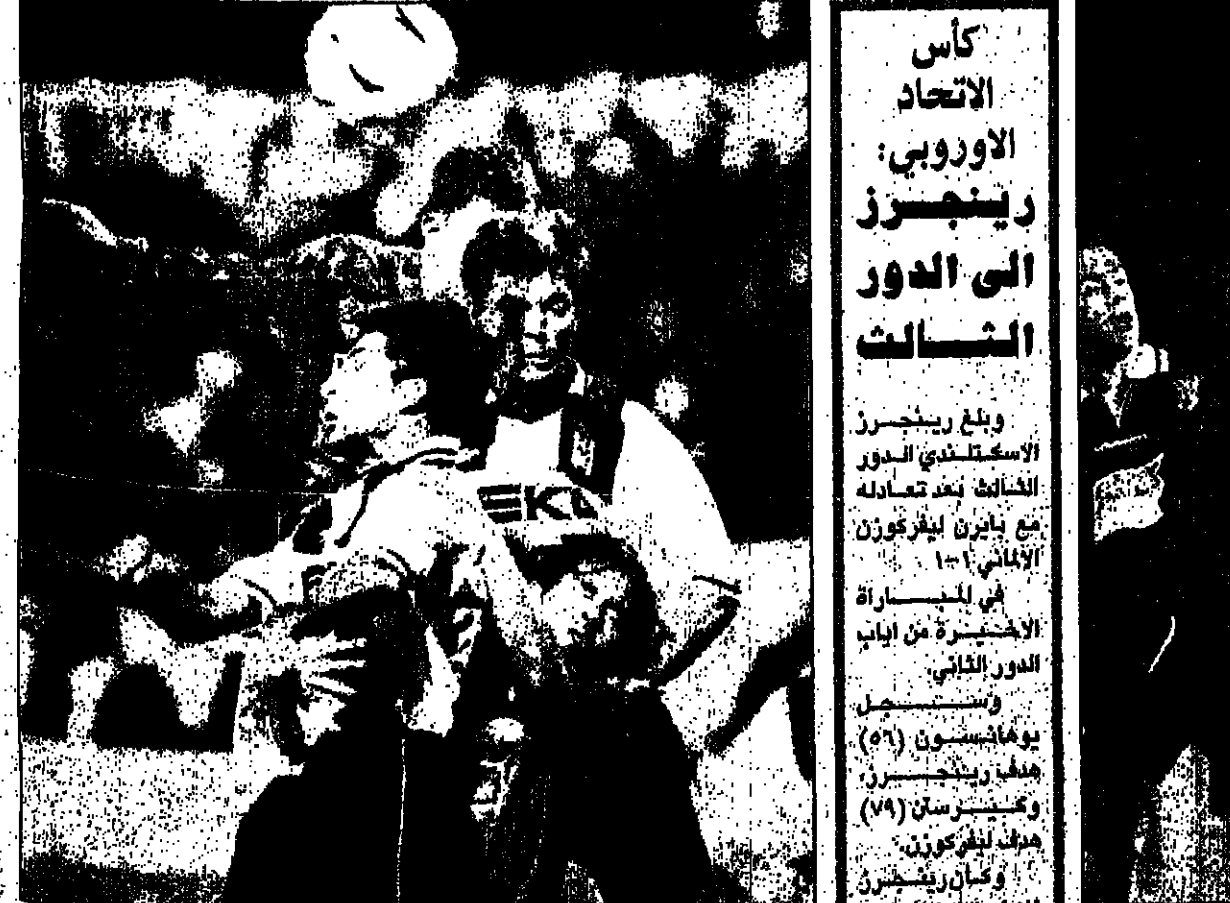 كأس
الاتحاد
الاوروبي:
رينجرز
الى الدور
الثالث
وبلغ رينجرز
الاسكتلندي الدور
الثالث بعد تعادله
مع بايرن ليفركوزن
الالماني ١-١
في المباراة
الاخيرة من اياب
الدور الثاني.
وسجل
يوهانسون (٥٦)
هدف رينجرز،
وكيرستن (٧٩)
هدف ليفركوزن.
وكان رينجرز